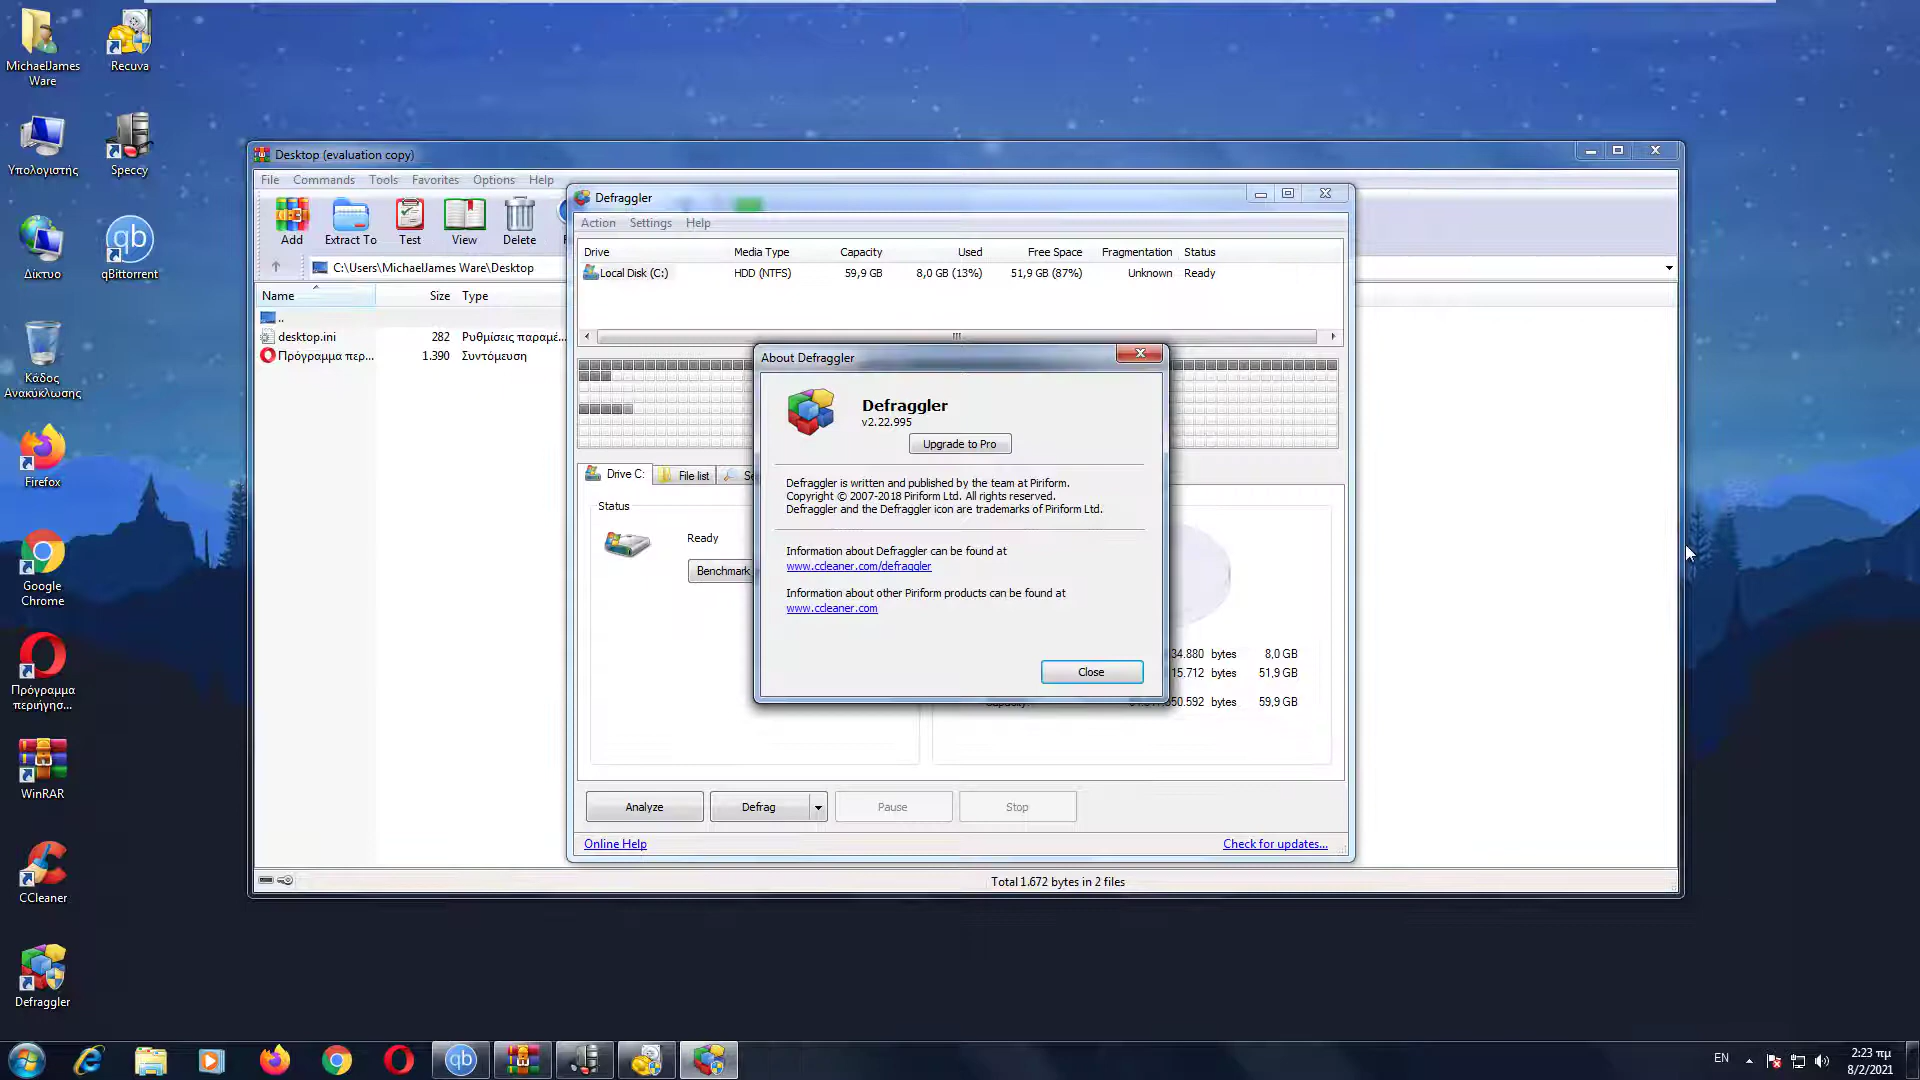 MichaelJames
Ware
Recuva
Υπολογιστής
Speccy
Δίκτυο
qBittorrent
Κάδος
Ανακύκλωσης
Firefox
Google
Chrome
Πρόγραμμα
περιήγησ...
WinRAR
CCleaner
Defraggler
Desktop (evaluation copy)
File Commands Tools Favorites Options Help
Add Extract To Test View Delete
C:\Users\MichaelJames Ware\Desktop
Name Size Type
..
desktop.ini 282 Ρυθμίσεις παραμέ...
Πρόγραμμα περ... 1.390 Συντόμευση
Total 1.672 bytes in 2 files
Defraggler
Action Settings Help
Drive Media Type Capacity Used Free Space Fragmentation Status
Local Disk (C:) HDD (NTFS) 59,9 GB 8,0 GB (13%) 51,9 GB (87%) Unknown Ready
Drive C: File list
Status
Ready
Benchmark
34.880 bytes 8,0 GB
15.712 bytes 51,9 GB
50.592 bytes 59,9 GB
Analyze Defrag Pause Stop
Online Help Check for updates...
About Defraggler
Defraggler
v2.22.995
Upgrade to Pro
Defraggler is written and published by the team at Piriform.
Copyright © 2007-2018 Piriform Ltd. All rights reserved.
Defraggler and the Defraggler icon are trademarks of Piriform Ltd.
Information about Defraggler can be found at
www.ccleaner.com/defraggler
Information about other Piriform products can be found at
www.ccleaner.com
Close
EN
2:23 πμ
8/2/2021